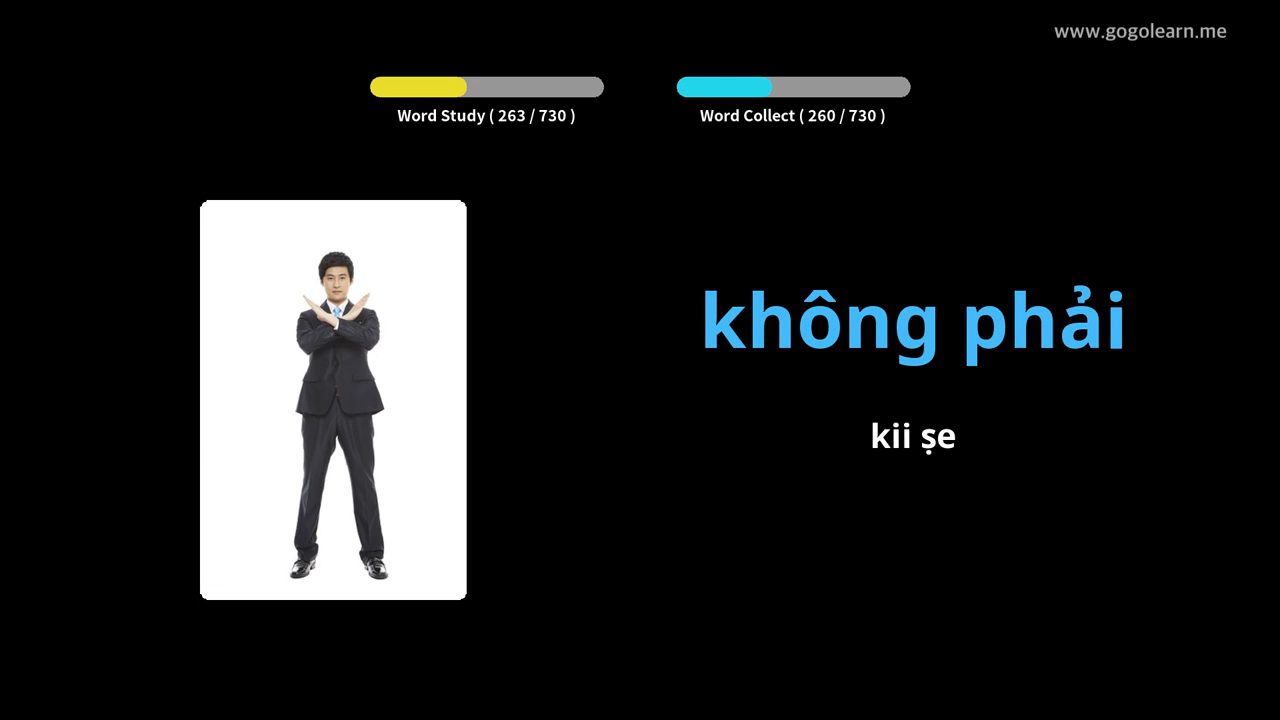 www.gogolearn.me
Word Study ( 263 / 730 )
Word Collect ( 260 / 730 )
không phải
kii ṣe